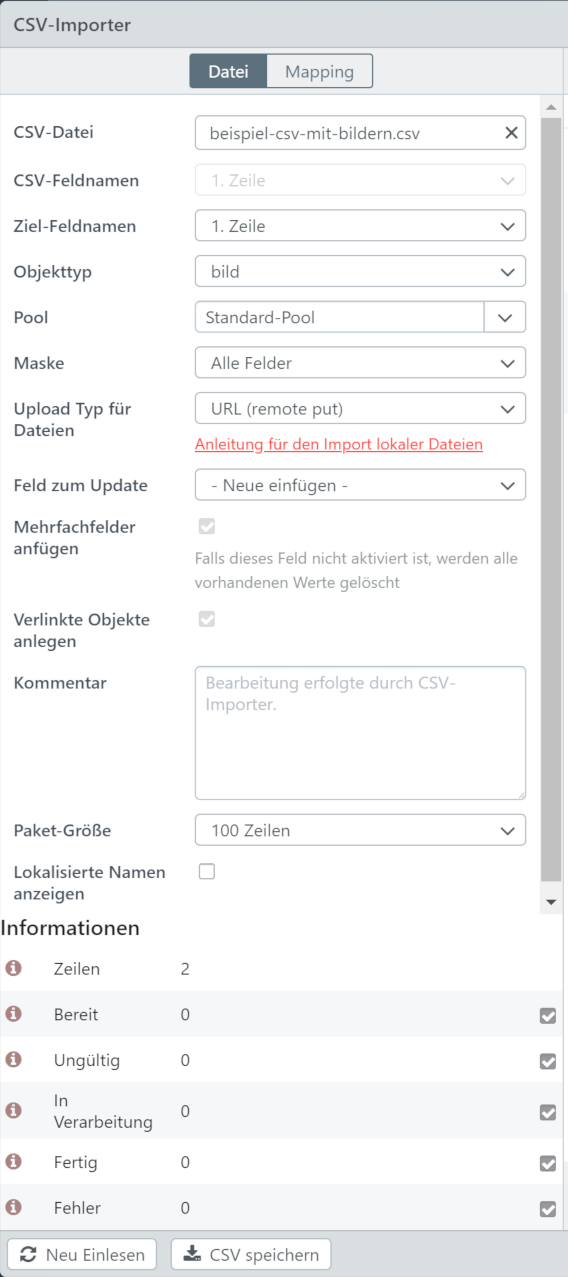 CSV-Importer
Datei Mapping
CSV-Datei beispiel-csv-mit-bildern.csv
CSV-Feldnamen 1. Zeile
Ziel-Feldnamen 1. Zeile
Objekttyp bild
Pool Standard-Pool
Maske Alle Felder
Upload Typ für URL (remote put)
Dateien
Anleitung für den Import lokaler Dateien
Feld zum Update - Neue einfügen -
Mehrfachfelder
anfügen
Falls dieses Feld nicht aktiviert ist, werden alle
vorhandenen Werte gelöscht
Verlinkte Objekte
anlegen
Kommentar Bearbeitung erfolgte durch CSV-
Importer.
Paket-Größe 100 Zeilen
Lokalisierte Namen
anzeigen
Informationen
Zeilen 2
Bereit 0
Ungültig 0
In
Verarbeitung 0
Fertig 0
Fehler 0
Neu Einlesen CSV speichern